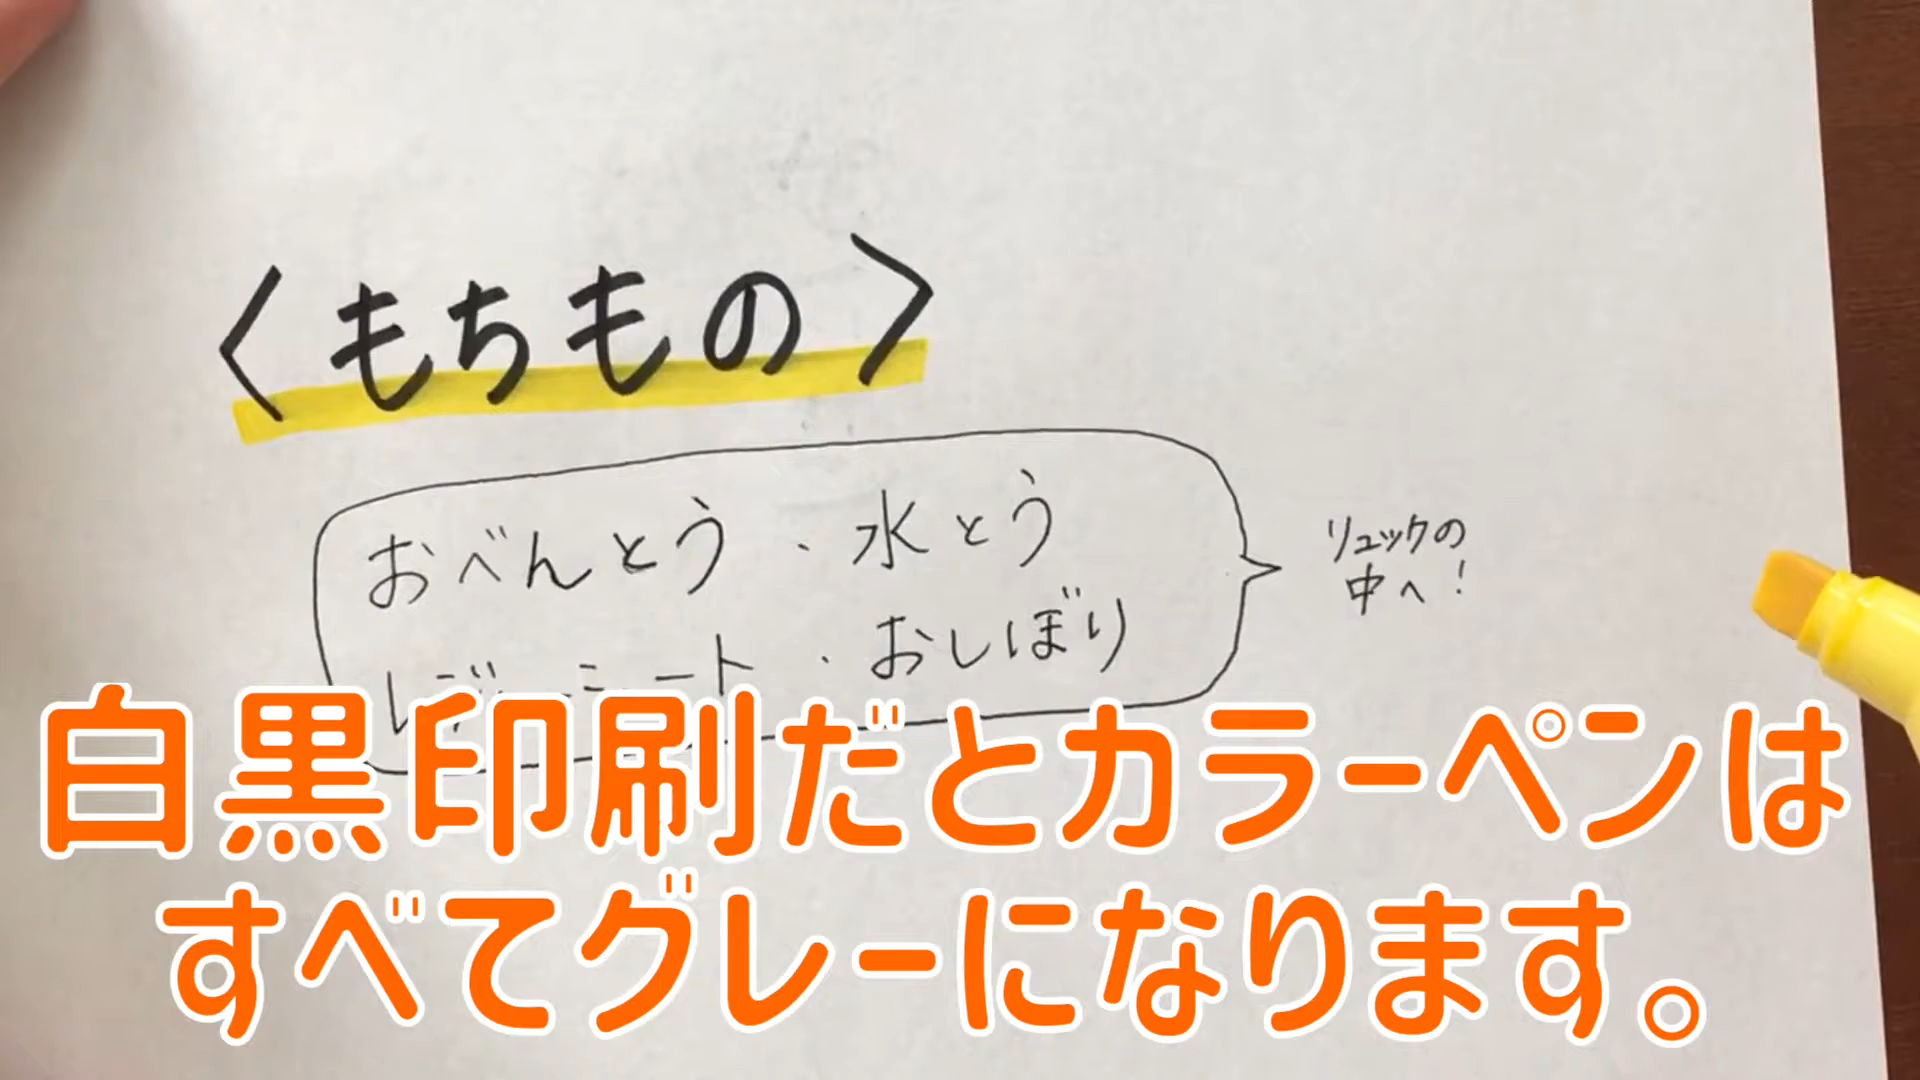 〈もちもの〉
おべんとう・水とう
・おしぼり
リュックの
中へ!
白黒印刷だとカラーペンは
すべてグレーになります。